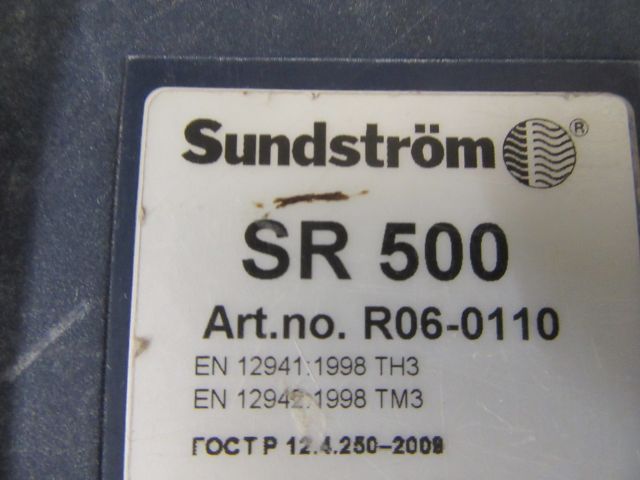 Sundström ®
SR 500
Art.no. R06-0110
EN 12941:1998 TH3
EN 12942:1998 TM3
ГОСТ Р 12.4.250–2009